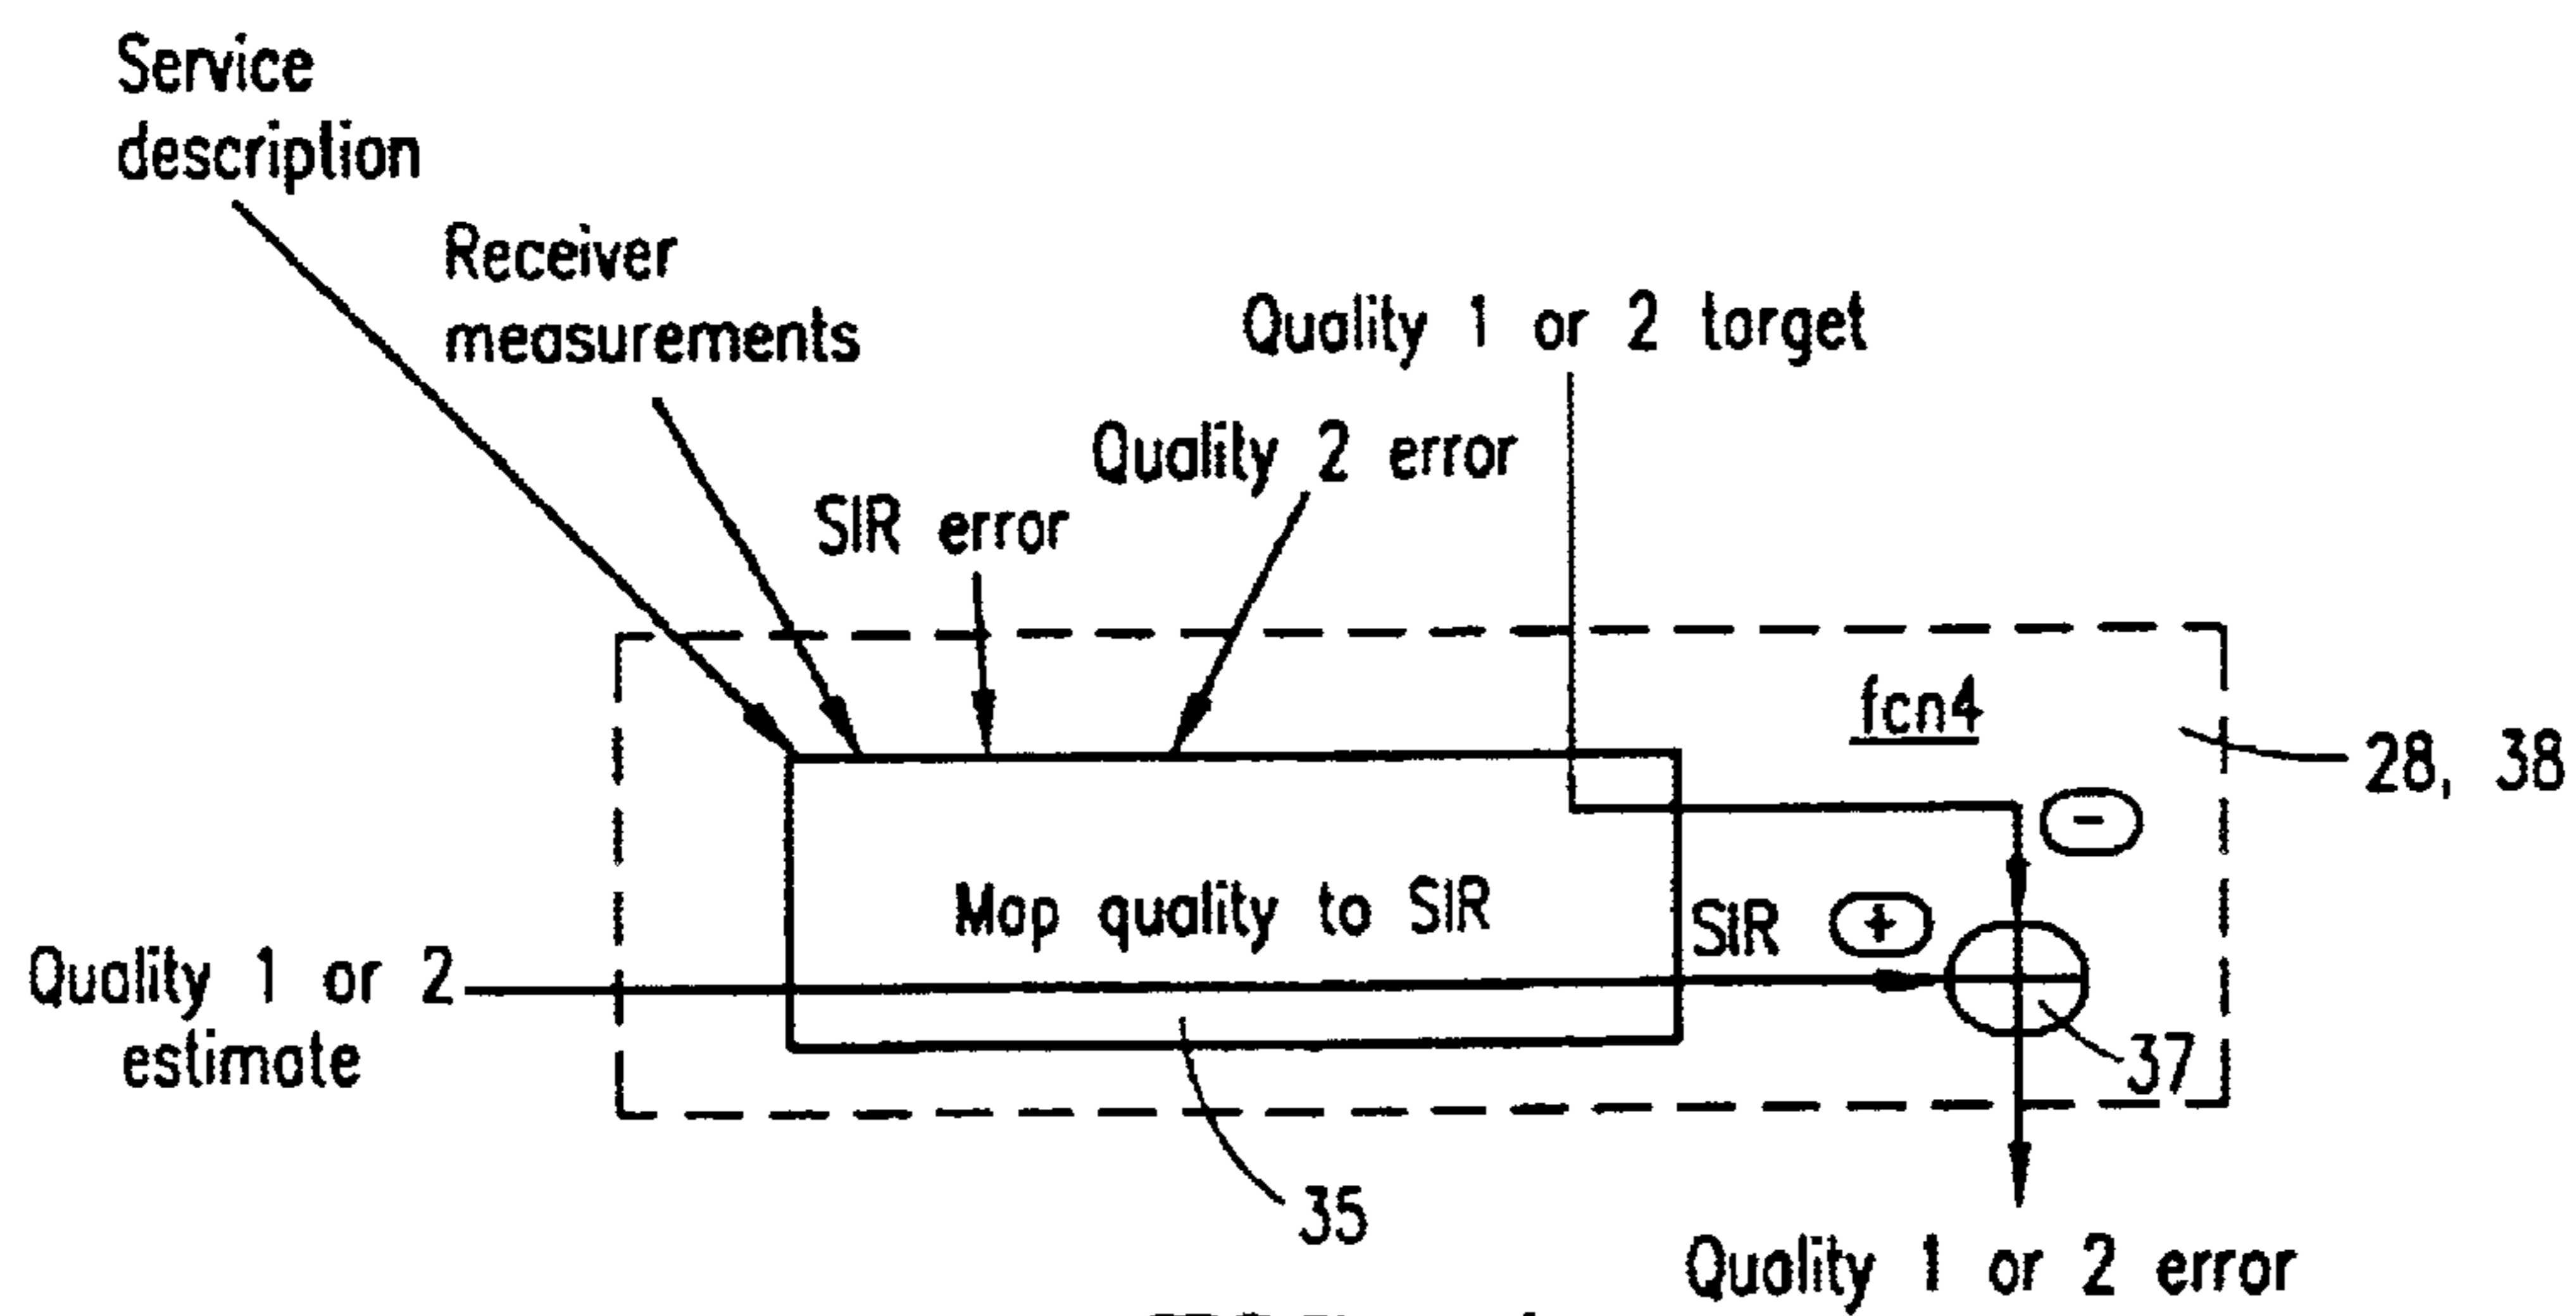 Service
description
Receiver
measurements
Quality 1 or 2 target
Quality 2 error
SIR error
fcn4
28, 38
-
Map quality to SIR
SIR +
Quality 1 or 2
estimate
37
35
Quality 1 or 2 error